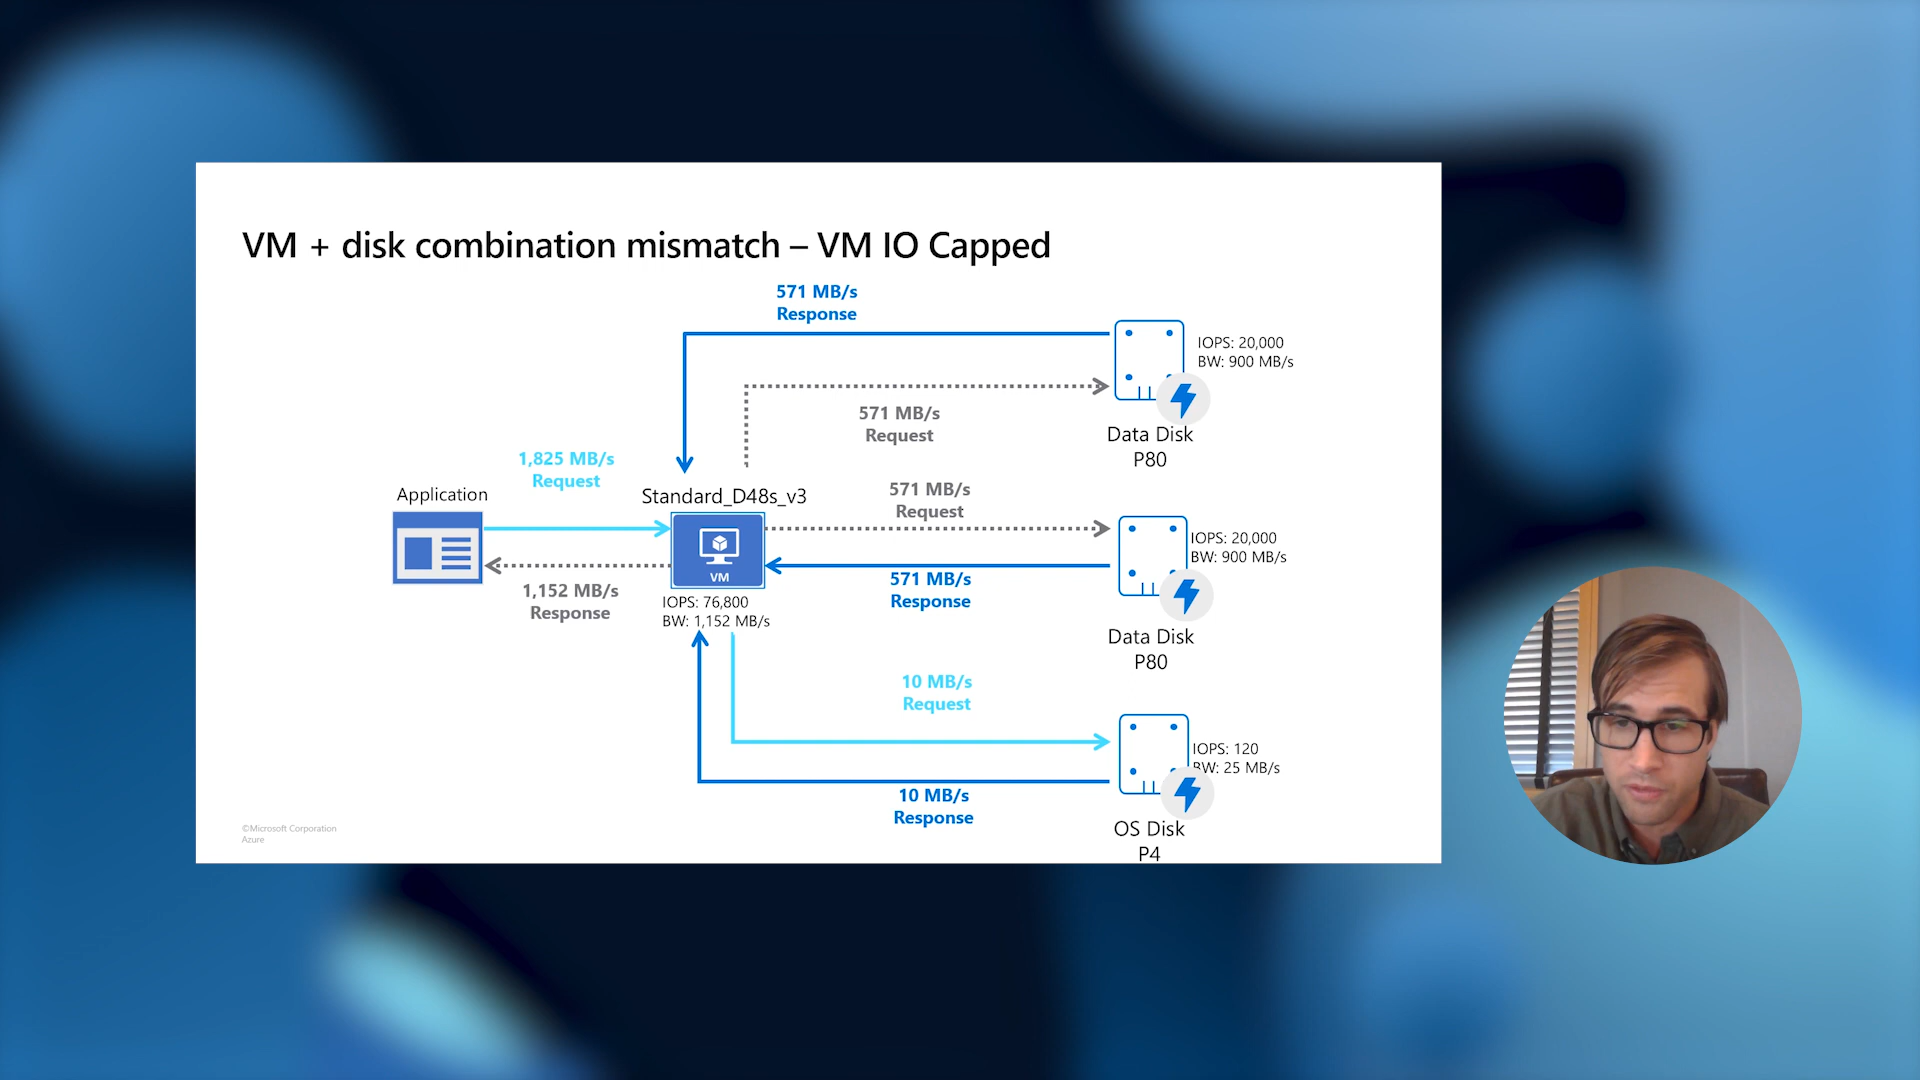 VM + disk combination mismatch – VM IO Capped
571 MB/s
Response
IOPS: 20,000
BW: 900 MB/s
571 MB/s
Request
Data Disk
P80
1,825 MB/s
Request
Application
Standard_D48s_v3
571 MB/s
Request
VM
IOPS: 20,000
BW: 900 MB/s
571 MB/s
Response
1,152 MB/s
Response
IOPS: 76,800
BW: 1,152 MB/s
Data Disk
P80
10 MB/s
Request
IOPS: 120
BW: 25 MB/s
10 MB/s
Response
OS Disk
P4
©Microsoft Corporation
Azure